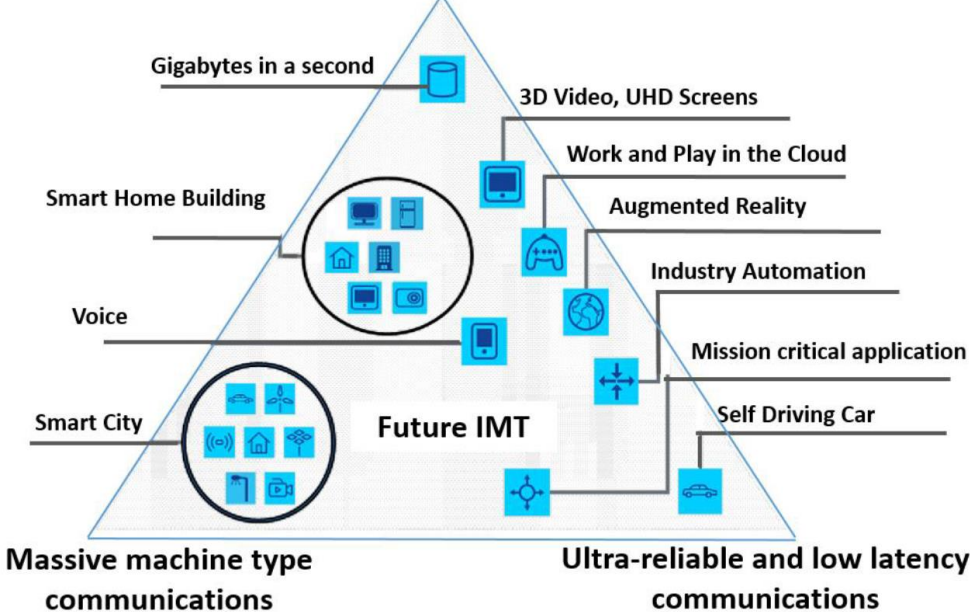 Gigabytes in a second
3D Video, UHD Screens
Work and Play in the Cloud
Smart Home Building
Augmented Reality
Industry Automation
Voice
Mission critical application
Smart City
Future IMT
Self Driving Car
Massive machine type
communications
Ultra-reliable and low latency
communications